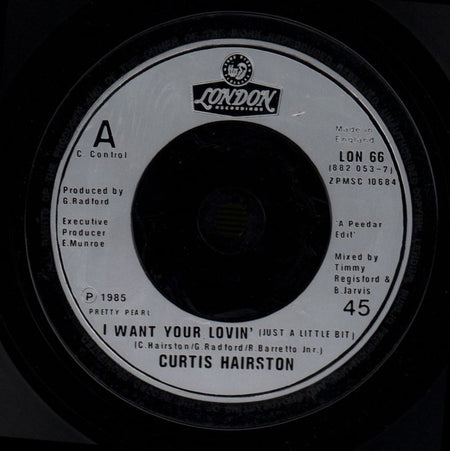 LONDON
RECORDINGS
A
C. Control
Made in
England
LON 66
(882 053-7)
ZPMSC 10684
Produced by
G.Radford
Executive
Producer
E.Munroe
'A Peedar
Edit'
Mixed by
Timmy
Regisford &
B.Jarvis
45
P 1985
PRETTY PEARL
I WANT YOUR LOVIN' (JUST A LITTLE BIT)
(C.Hairston/G.Radford/R.Barretto Jnr.)
CURTIS HAIRSTON